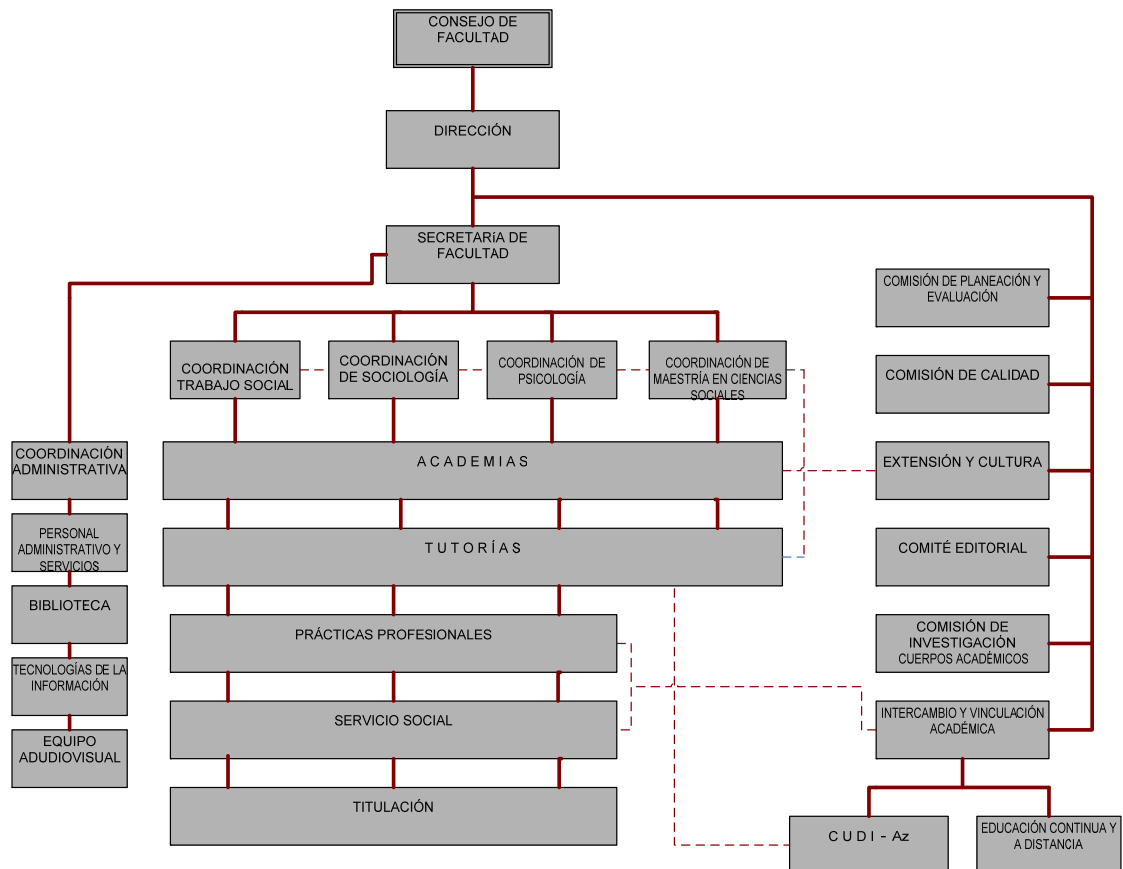 CONSEJO DE
FACULTAD
DIRECCIÓN
SECRETARíA DE
FACULTAD
COMISIÓN DE PLANEACIÓN Y
EVALUACIÓN
COORDINACIÓN
TRABAJO SOCIAL
COORDINACIÓN
DE SOCIOLOGÍA
COORDINACIÓN DE
PSICOLOGÍA
COORDINACIÓN DE
MAESTRÍA EN CIENCIAS
SOCIALES
COMISIÓN DE CALIDAD
COORDINACIÓN
ADMINISTRATIVA
A C A D E M I A S
EXTENSIÓN Y CULTURA
PERSONAL
ADMINISTRATIVO Y
SERVICIOS
T U T O R Í A S
COMITÉ EDITORIAL
BIBLIOTECA
PRÁCTICAS PROFESIONALES
COMISIÓN DE
INVESTIGACIÓN
CUERPOS ACADÉMICOS
TECNOLOGÍAS DE LA
INFORMACIÓN
SERVICIO SOCIAL
INTERCAMBIO Y VINCULACIÓN
ACADÉMICA
EQUIPO
ADUDIOVISUAL
TITULACIÓN
C U D I - Az
EDUCACIÓN CONTINUA Y
A DISTANCIA